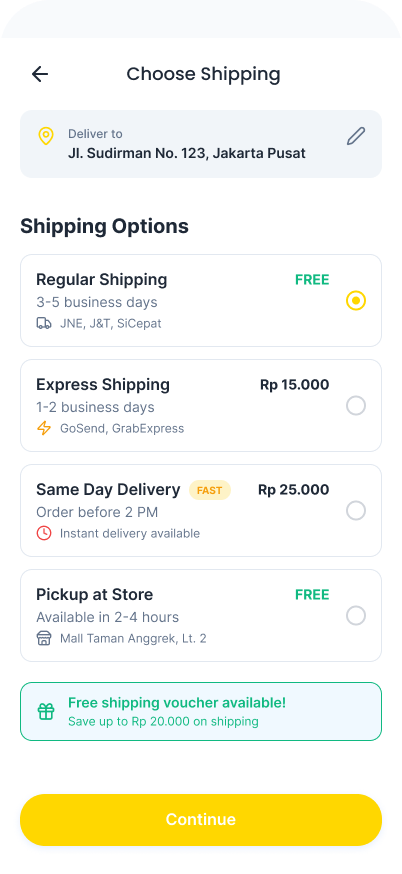 Choose Shipping
Deliver to
Jl. Sudirman No. 123, Jakarta Pusat
Shipping Options
Regular Shipping FREE
3-5 business days
JNE, J&T, SiCepat
Express Shipping Rp 15.000
1-2 business days
GoSend, GrabExpress
Same Day Delivery FAST Rp 25.000
Order before 2 PM
Instant delivery available
Pickup at Store FREE
Available in 2-4 hours
Mall Taman Anggrek, Lt. 2
Free shipping voucher available!
Save up to Rp 20.000 on shipping
Continue